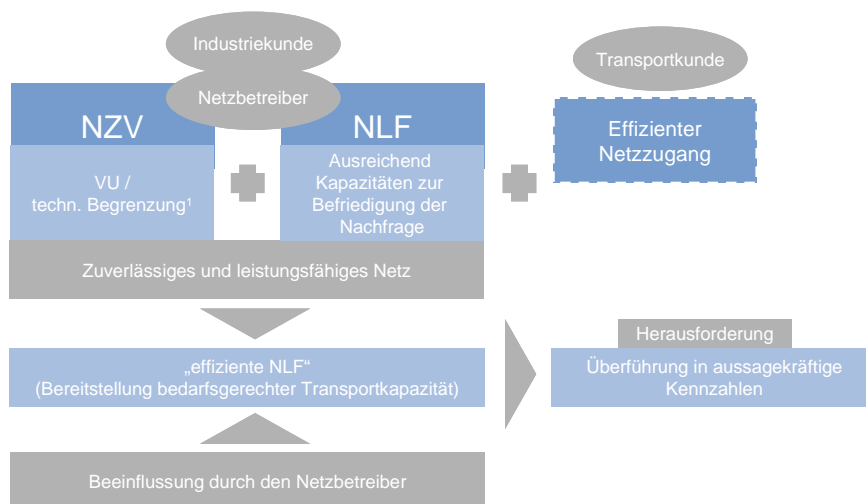 Industriekunde
Transportkunde
Netzbetreiber
NZV
NLF
Effizienter
Netzzugang
VU /
techn. Begrenzung¹
Ausreichend
Kapazitäten zur
Befriedigung der
Nachfrage
Zuverlässiges und leistungsfähiges Netz
Herausforderung
„effiziente NLF“
(Bereitstellung bedarfsgerechter Transportkapazität)
Überführung in aussagekräftige
Kennzahlen
Beeinflussung durch den Netzbetreiber